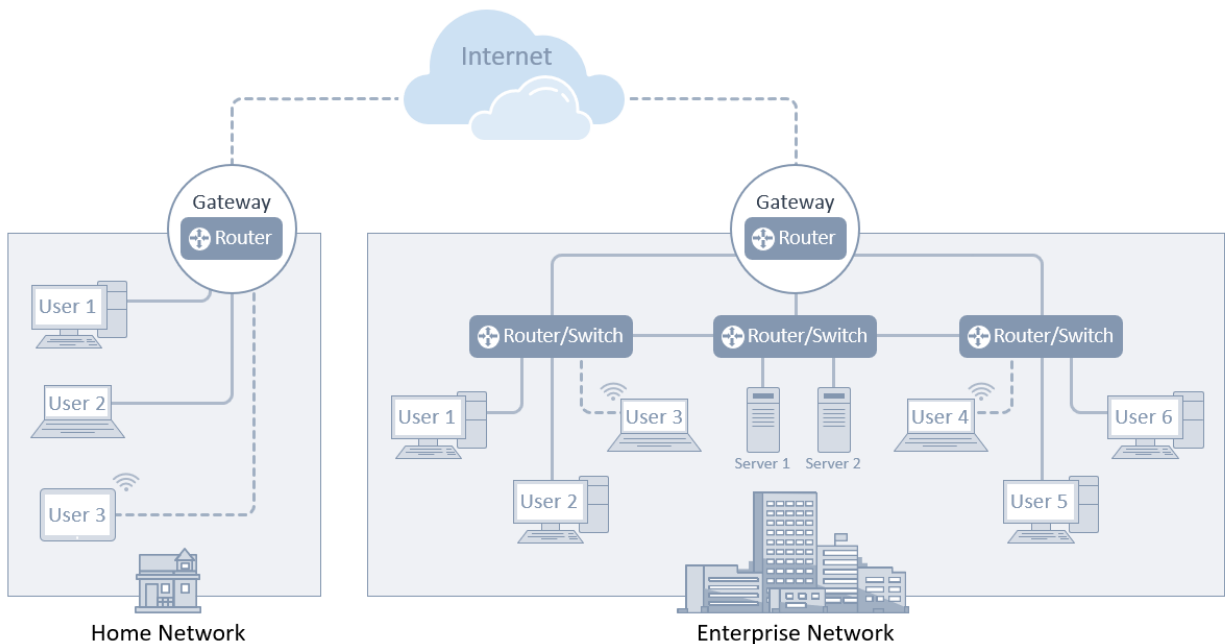 Internet
Gateway
Router
User 1
User 2
User 3
Home Network
Gateway
Router
Router/Switch
Router/Switch
Router/Switch
User 1
User 3
User 4
User 6
Server 1
Server 2
User 2
User 5
Enterprise Network